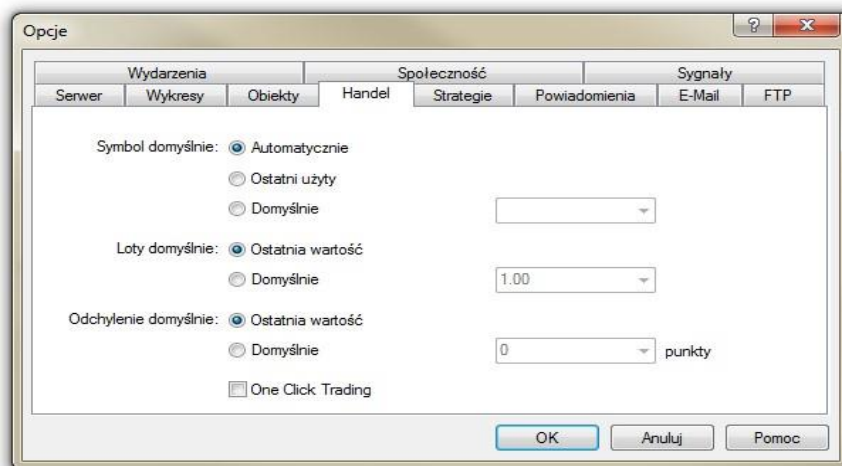 Opcje
Wydarzenia Społeczność Sygnały
Serwer Wykresy Obiekty Handel Strategie Powiadomienia E-Mail FTP
Symbol domyślnie: Automatycznie
Ostatni użyty
Domyślnie
Loty domyślnie: Ostatnia wartość
Domyślnie 1.00
Odchylenie domyślnie: Ostatnia wartość
Domyślnie 0 punkty
One Click Trading
OK Anuluj Pomoc